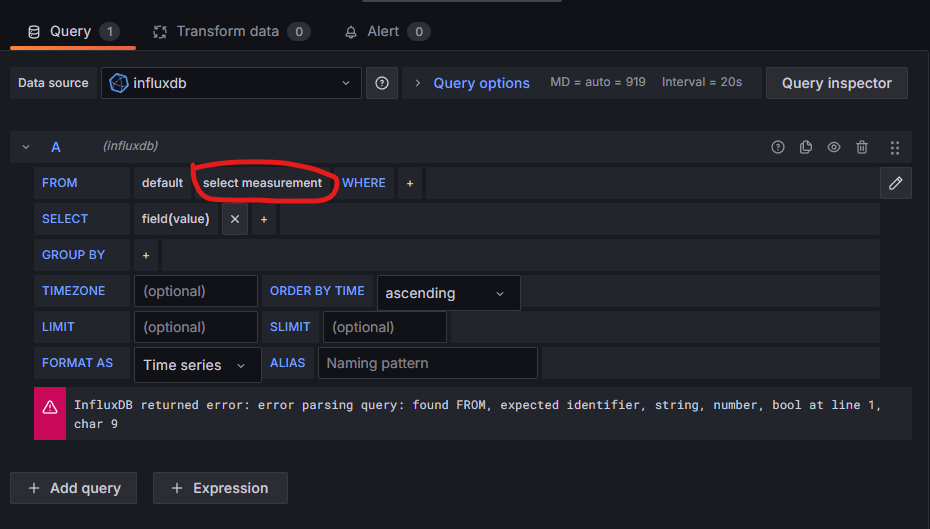 Query 1 Transform data 0 Alert 0
Data source influxdb Query options MD = auto = 919 Interval = 20s Query inspector
A (influxdb)
FROM default select measurement WHERE +
SELECT field(value) × +
GROUP BY +
TIMEZONE (optional) ORDER BY TIME ascending
LIMIT (optional) SLIMIT (optional)
FORMAT AS Time series ALIAS Naming pattern
InfluxDB returned error: error parsing query: found FROM, expected identifier, string, number, bool at line 1,
char 9
+ Add query + Expression